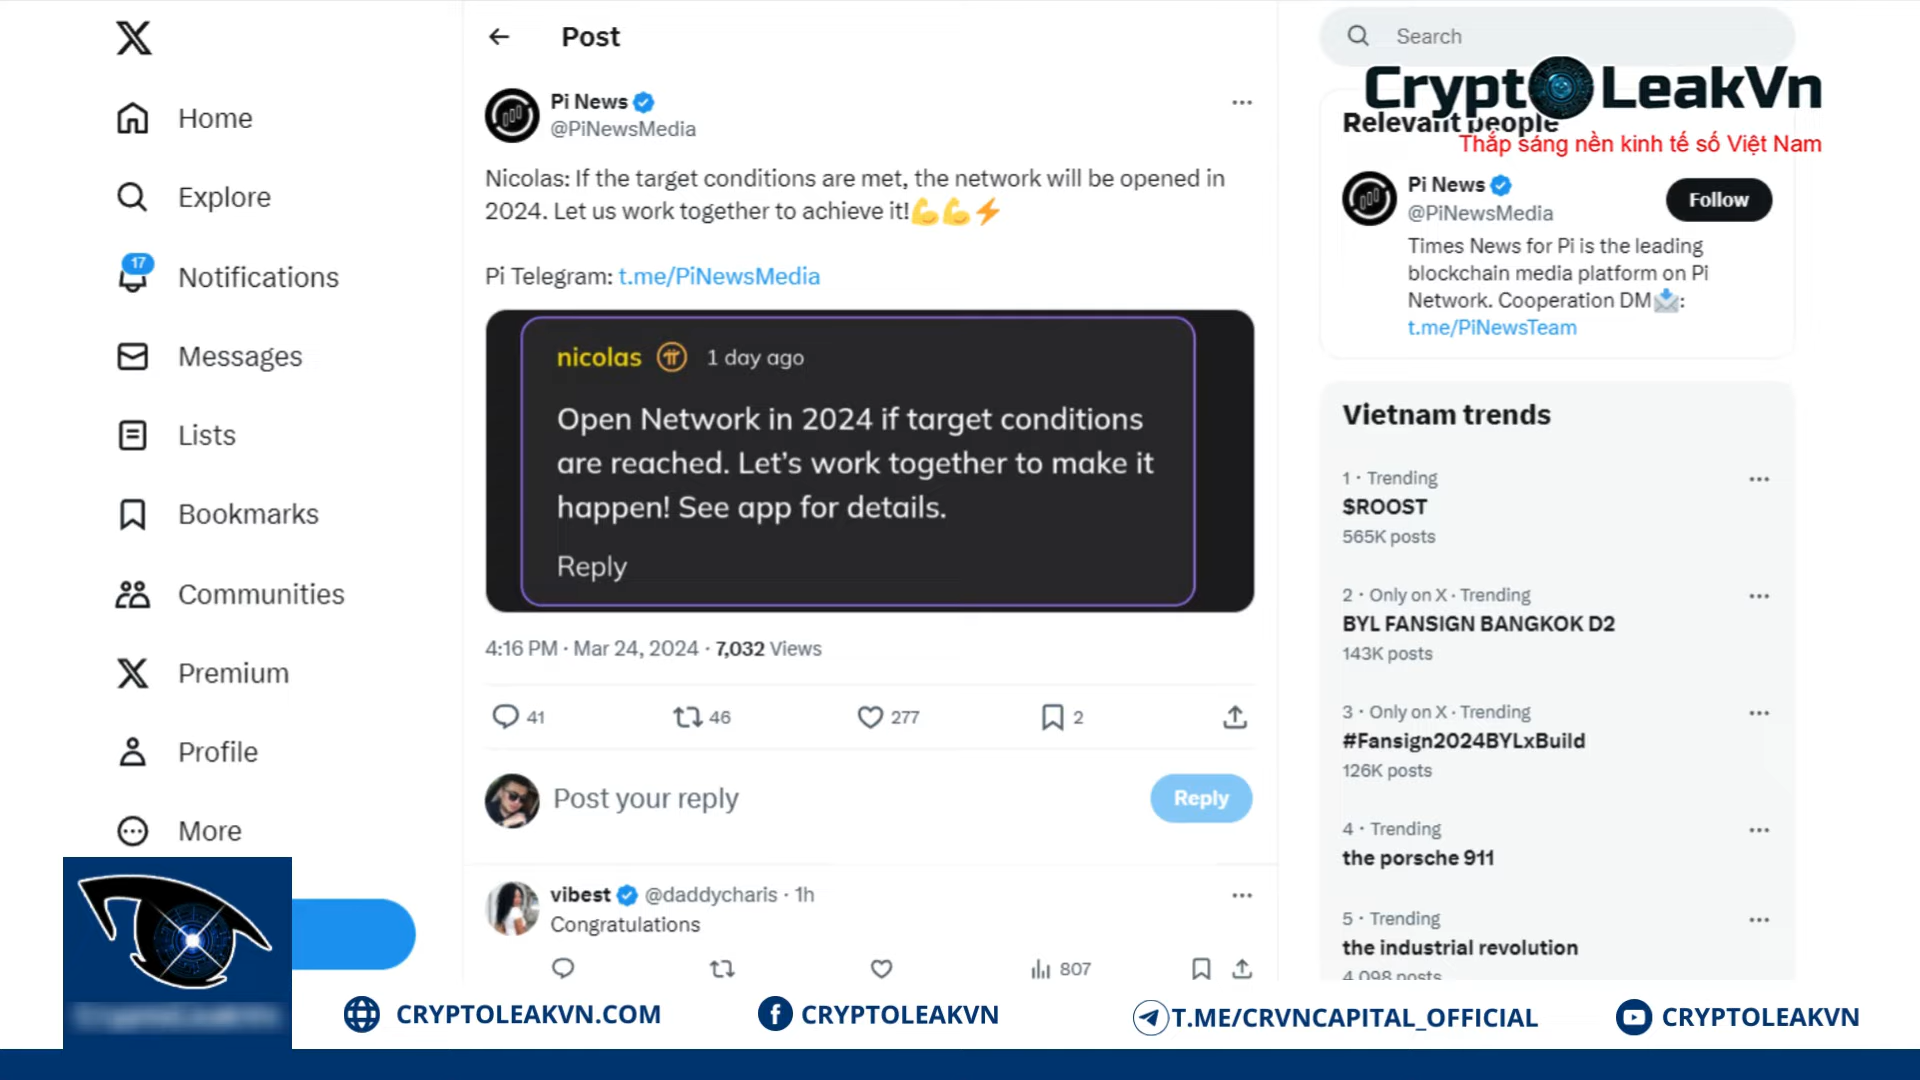 Home
Explore
17
Notifications
Messages
Lists
Bookmarks
Communities
Premium
Profile
More
Post
Pi News
@PiNewsMedia
Nicolas: If the target conditions are met, the network will be opened in
2024. Let us work together to achieve it!💪💪⚡
Pi Telegram: t.me/PiNewsMedia
nicolas 1 day ago
Open Network in 2024 if target conditions
are reached. Let's work together to make it
happen! See app for details.
Reply
4:16 PM · Mar 24, 2024 · 7,032 Views
41 46 277 2
Post your reply
Reply
vibest @daddycharis · 1h
Congratulations
807
Search
CryptoLeakVn
Relevant people
Thắp sáng nền kinh tế số Việt Nam
Pi News
@PiNewsMedia
Follow
Times News for Pi is the leading
blockchain media platform on Pi
Network. Cooperation DM📩:
t.me/PiNewsTeam
Vietnam trends
1 · Trending
$ROOST
565K posts
2 · Only on X · Trending
BYL FANSIGN BANGKOK D2
143K posts
3 · Only on X · Trending
#Fansign2024BYLxBuild
126K posts
4 · Trending
the porsche 911
5 · Trending
the industrial revolution
4,098 posts
CRYPTOLEAKVN.COM
CRYPTOLEAKVN
T.ME/CRVNCAPITAL_OFFICIAL
CRYPTOLEAKVN